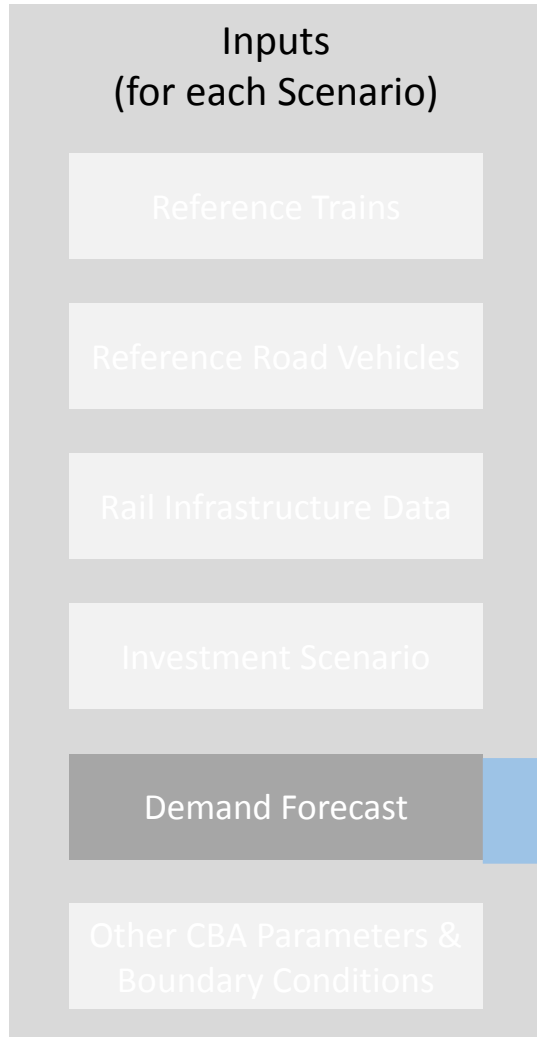 Inputs
(for each Scenario)
Reference Trains
Reference Road Vehicles
Rail Infrastructure Data
Investment Scenario
Demand Forecast
Other CBA Parameters &
Boundary Conditions